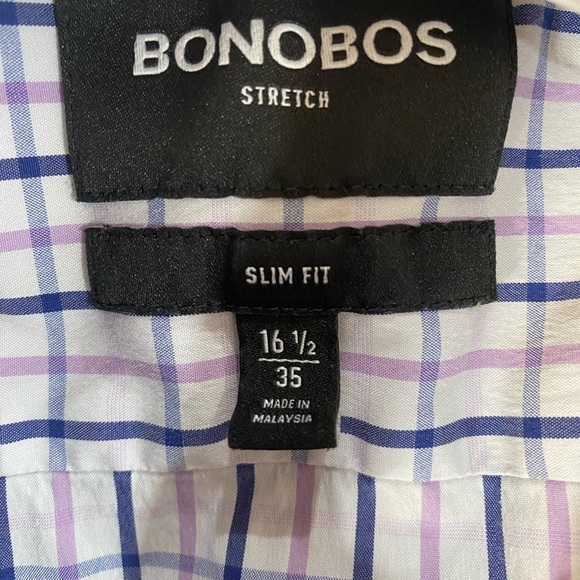 BONOBOS
STRETCH
SLIM FIT
16 1/2
35
MADE IN
MALAYSIA